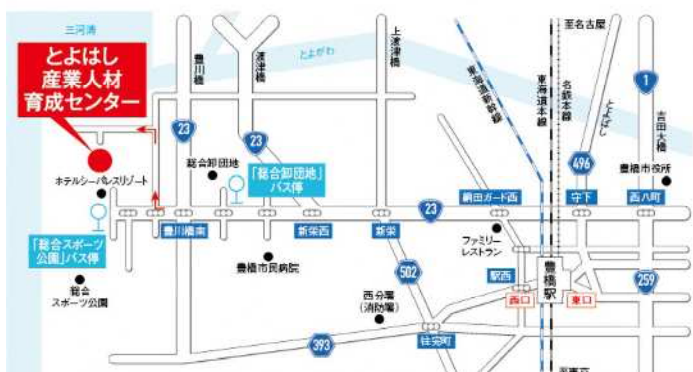 三河湾
とよはし
産業人材
育成センター
豊川橋
23
渡津橋
23
上渡津橋
とよがわ
東海道新幹線
東海道本線
名鉄本線
至名古屋
とよばし
496
1
吉田大橋
豊橋市役所
総合卸団地
「総合卸団地」
バス停
ホテルシーパレスリゾート
「総合スポーツ
公園」バス停
総合
スポーツ公園
豊川橋南
豊橋市民病院
新栄西
新栄
23
鍋田ガード西
守下
西八町
ファミリー
レストラン
502
駅西
西口
豊橋駅
東口
259
西分署
(消防署)
393
往完町
至東京